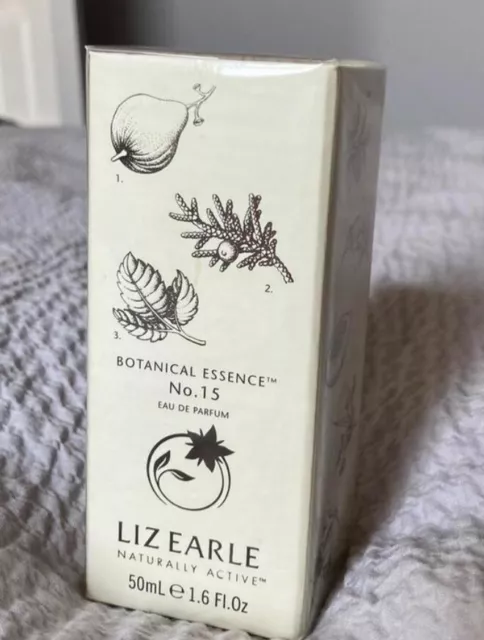 1.
2.
3.
BOTANICAL ESSENCE™
No.15
EAU DE PARFUM
LIZ EARLE
NATURALLY ACTIVE™
50mL ℮ 1.6 Fl.Oz